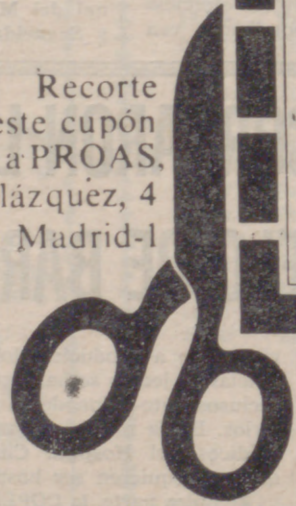 Recorte
este cupón
a PROAS,
lázquez, 4
Madrid-1